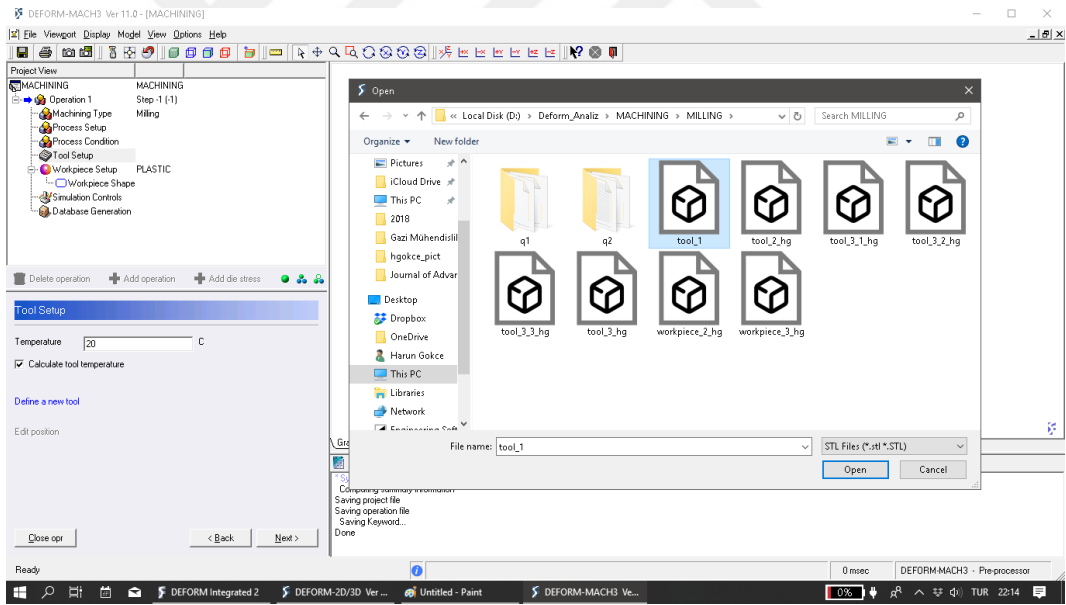 DEFORM-MACH3 Ver 11.0 - [MACHINING]
File Viewport Display Model View Options Help
Project View
MACHINING MACHINING
Operation 1 Step -1 (-1)
Machining Type Milling
Process Setup
Process Condition
Tool Setup
Workpiece Setup PLASTIC
Workpiece Shape
Simulation Controls
Database Generation
Delete operation Add operation Add die stress
Tool Setup
Temperature 20 C
Calculate tool temperature
Define a new tool
Edit position
Close opr < Back Next >
Open
« Local Disk (D:) > Deform_Analiz > MACHINING > MILLING >
Search MILLING
Organize New folder
Pictures
iCloud Drive
This PC
2018
Gazi Mühendislil
hgokce_pict
Journal of Advar
Desktop
Dropbox
OneDrive
Harun Gokce
This PC
Libraries
Network
q1 q2 tool_1 tool_2_hg tool_3_1_hg tool_3_2_hg
tool_3_3_hg tool_3_hg workpiece_2_hg workpiece_3_hg
File name: tool_1 STL Files (*.stl *.STL)
Open Cancel
Saving project file
Saving operation file
Saving Keyword...
Done
Ready 0 msec DEFORM-MACH3 - Pre-processor
DEFORM Integrated 2 DEFORM-2D/3D Ver ... Untitled - Paint DEFORM-MACH3 Ve... 0% TUR 22:14